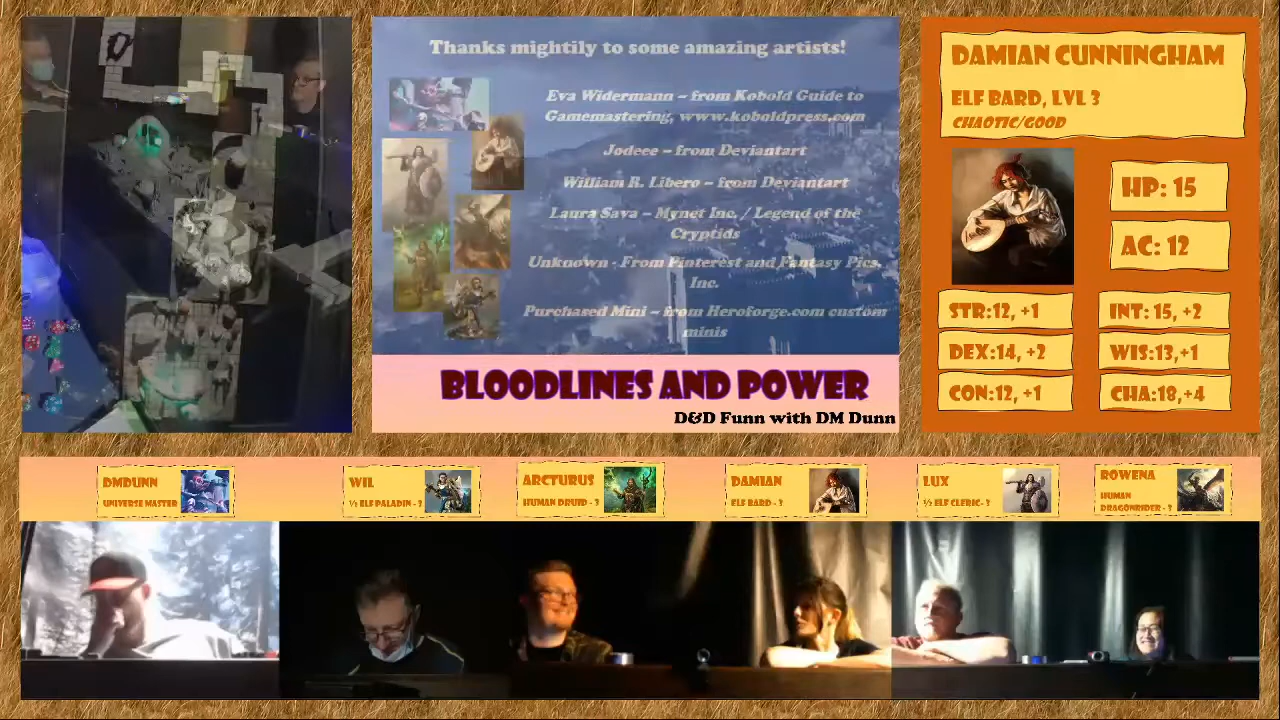 Thanks mightily to some amazing artists!
Eva Widermann – from Kobold Guide to
Gamemastering, www.koboldpress.com
Jodeee – from Deviantart
William R. Libero – from Deviantart
Laura Sava – Mynet Inc. / Legend of the
Cryptids
Unknown - From Pinterest and Fantasy Pics,
Inc.
Purchased Mini – from Heroforge.com custom
minis
BLOODLINES AND POWER
D&D Funn with DM Dunn
DAMIAN CUNNINGHAM
ELF BARD, LVL 3
CHAOTIC/GOOD
HP: 15
AC: 12
STR:12, +1
INT: 15, +2
DEX:14, +2
WIS:13,+1
CON:12, +1
CHA:18,+4
DMDUNN
UNIVERSE MASTER
WIL
½ ELF PALADIN - 3
ARCTURUS
HUMAN DRUID - 3
DAMIAN
ELF BARD - 3
LUX
½ ELF CLERIC- 3
ROWENA
HUMAN
DRAGONRIDER - 3